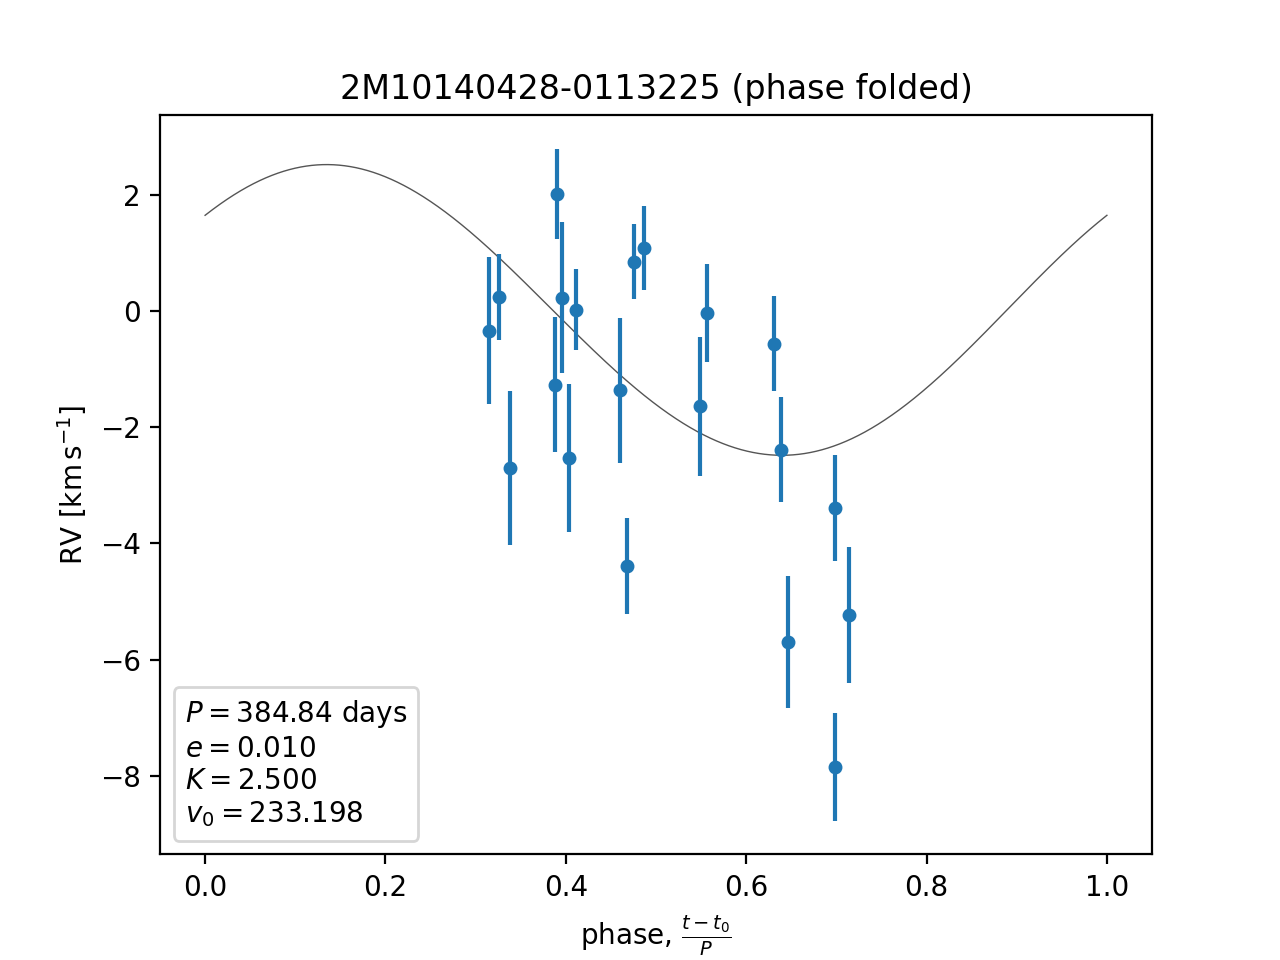 2M10140428-0113225 (phase folded)
RV [km s⁻¹]
2
0
−2
−4
−6
−8
P = 384.84 days
e = 0.010
K = 2.500
v₀ = 233.198
0.0 0.2 0.4 0.6 0.8 1.0
phase, (t − t₀)/P